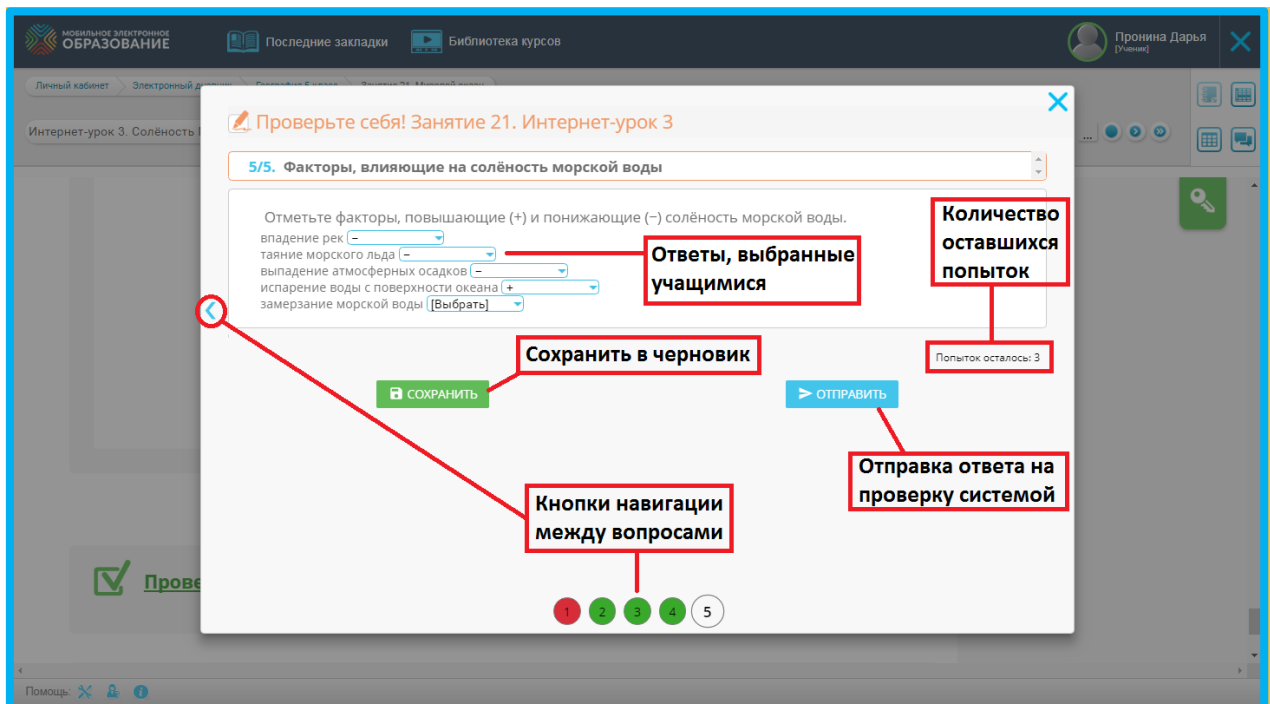 МОБИЛЬНОЕ ЭЛЕКТРОННОЕ
ОБРАЗОВАНИЕ
Последние закладки
Библиотека курсов
Пронина Дарья
[Ученик]
Личный кабинет
Электронный
Интернет-урок 3. Солёность
...
Проверьте себя! Занятие 21. Интернет-урок 3
5/5. Факторы, влияющие на солёность морской воды
Отметьте факторы, повышающие (+) и понижающие (−) солёность морской воды.
впадение рек −
таяние морского льда −
выпадение атмосферных осадков −
испарение воды с поверхности океана +
замерзание морской воды [Выбрать]
Ответы, выбранные
учащимися
Количество
оставшихся
попыток
Попыток осталось: 3
Сохранить в черновик
СОХРАНИТЬ
ОТПРАВИТЬ
Отправка ответа на
проверку системой
Кнопки навигации
между вопросами
Прове
1 2 3 4 5
Помощь: